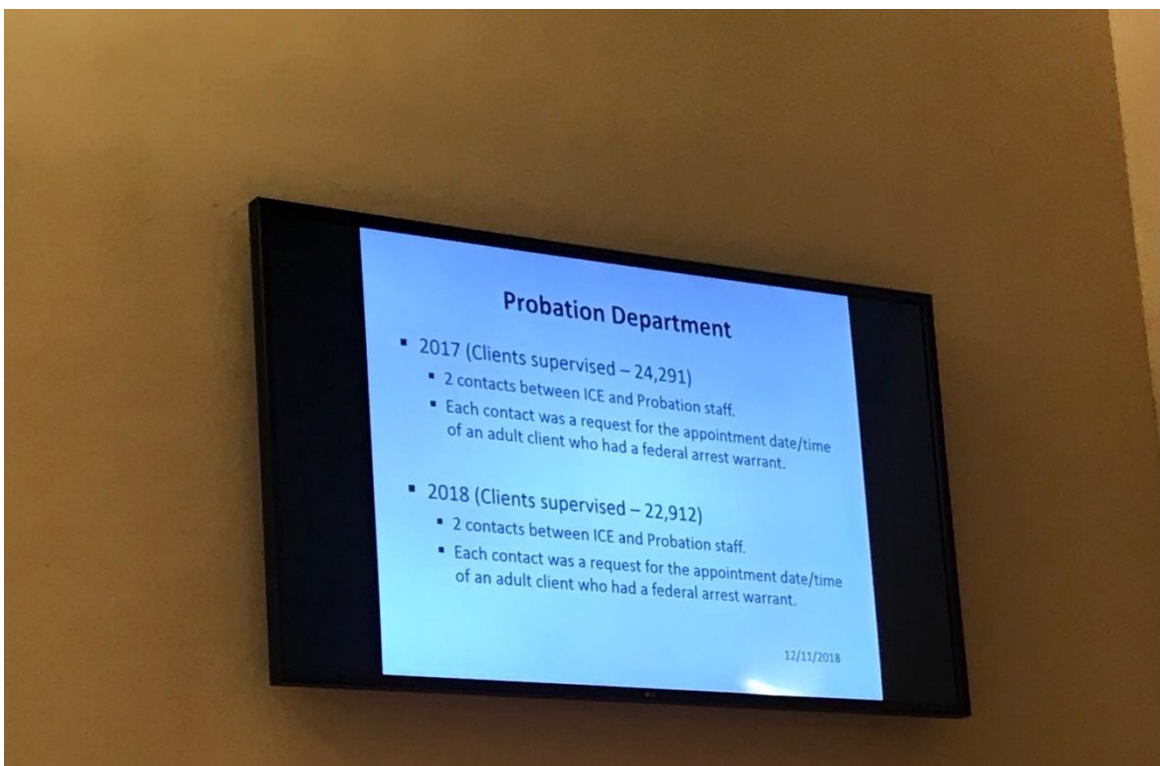 Probation Department
▪ 2017 (Clients supervised – 24,291)
▪ 2 contacts between ICE and Probation staff.
▪ Each contact was a request for the appointment date/time
of an adult client who had a federal arrest warrant.
▪ 2018 (Clients supervised – 22,912)
▪ 2 contacts between ICE and Probation staff.
▪ Each contact was a request for the appointment date/time
of an adult client who had a federal arrest warrant.
12/11/2018